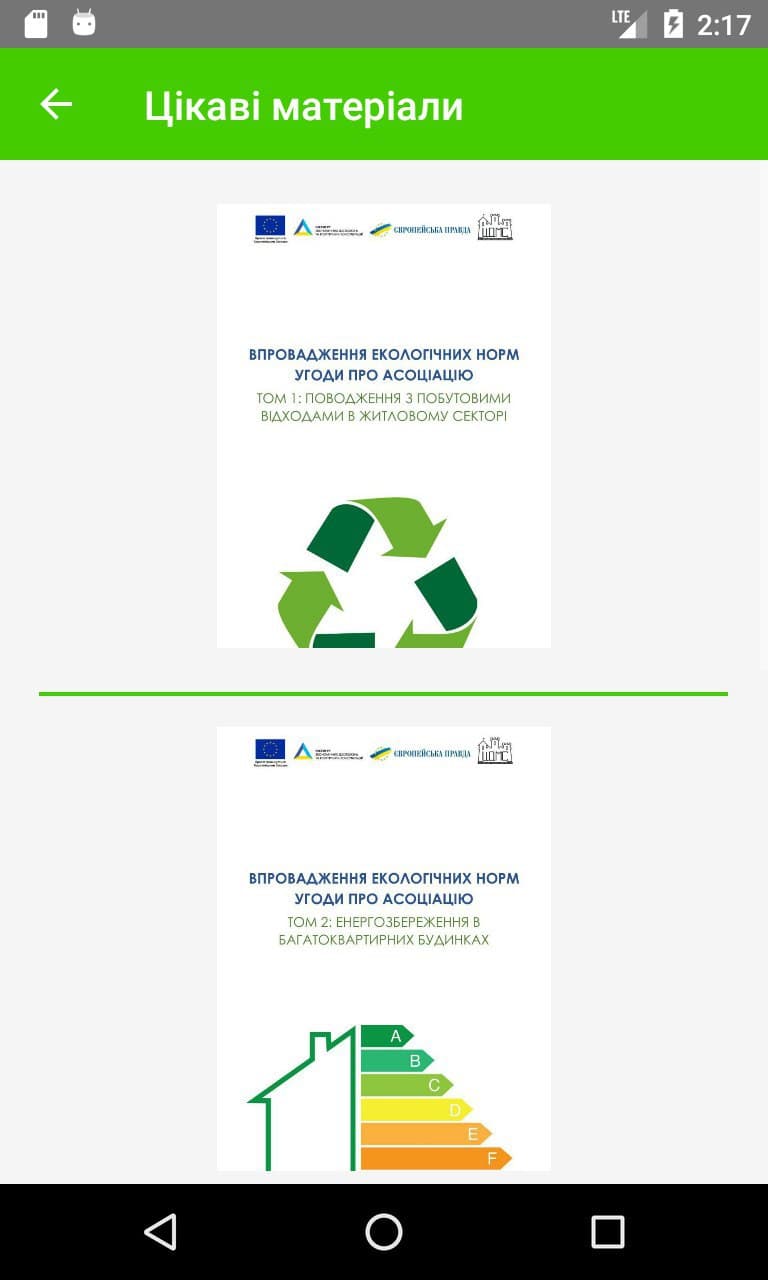 LTE 2:17
Цікаві матеріали
ЄВРОПЕЙСЬКА ПРАВДА
ВПРОВАДЖЕННЯ ЕКОЛОГІЧНИХ НОРМ
УГОДИ ПРО АСОЦІАЦІЮ
ТОМ 1: ПОВОДЖЕННЯ З ПОБУТОВИМИ
ВІДХОДАМИ В ЖИТЛОВОМУ СЕКТОРІ
ЄВРОПЕЙСЬКА ПРАВДА
ВПРОВАДЖЕННЯ ЕКОЛОГІЧНИХ НОРМ
УГОДИ ПРО АСОЦІАЦІЮ
ТОМ 2: ЕНЕРГОЗБЕРЕЖЕННЯ В
БАГАТОКВАРТИРНИХ БУДИНКАХ
A
B
C
D
E
F